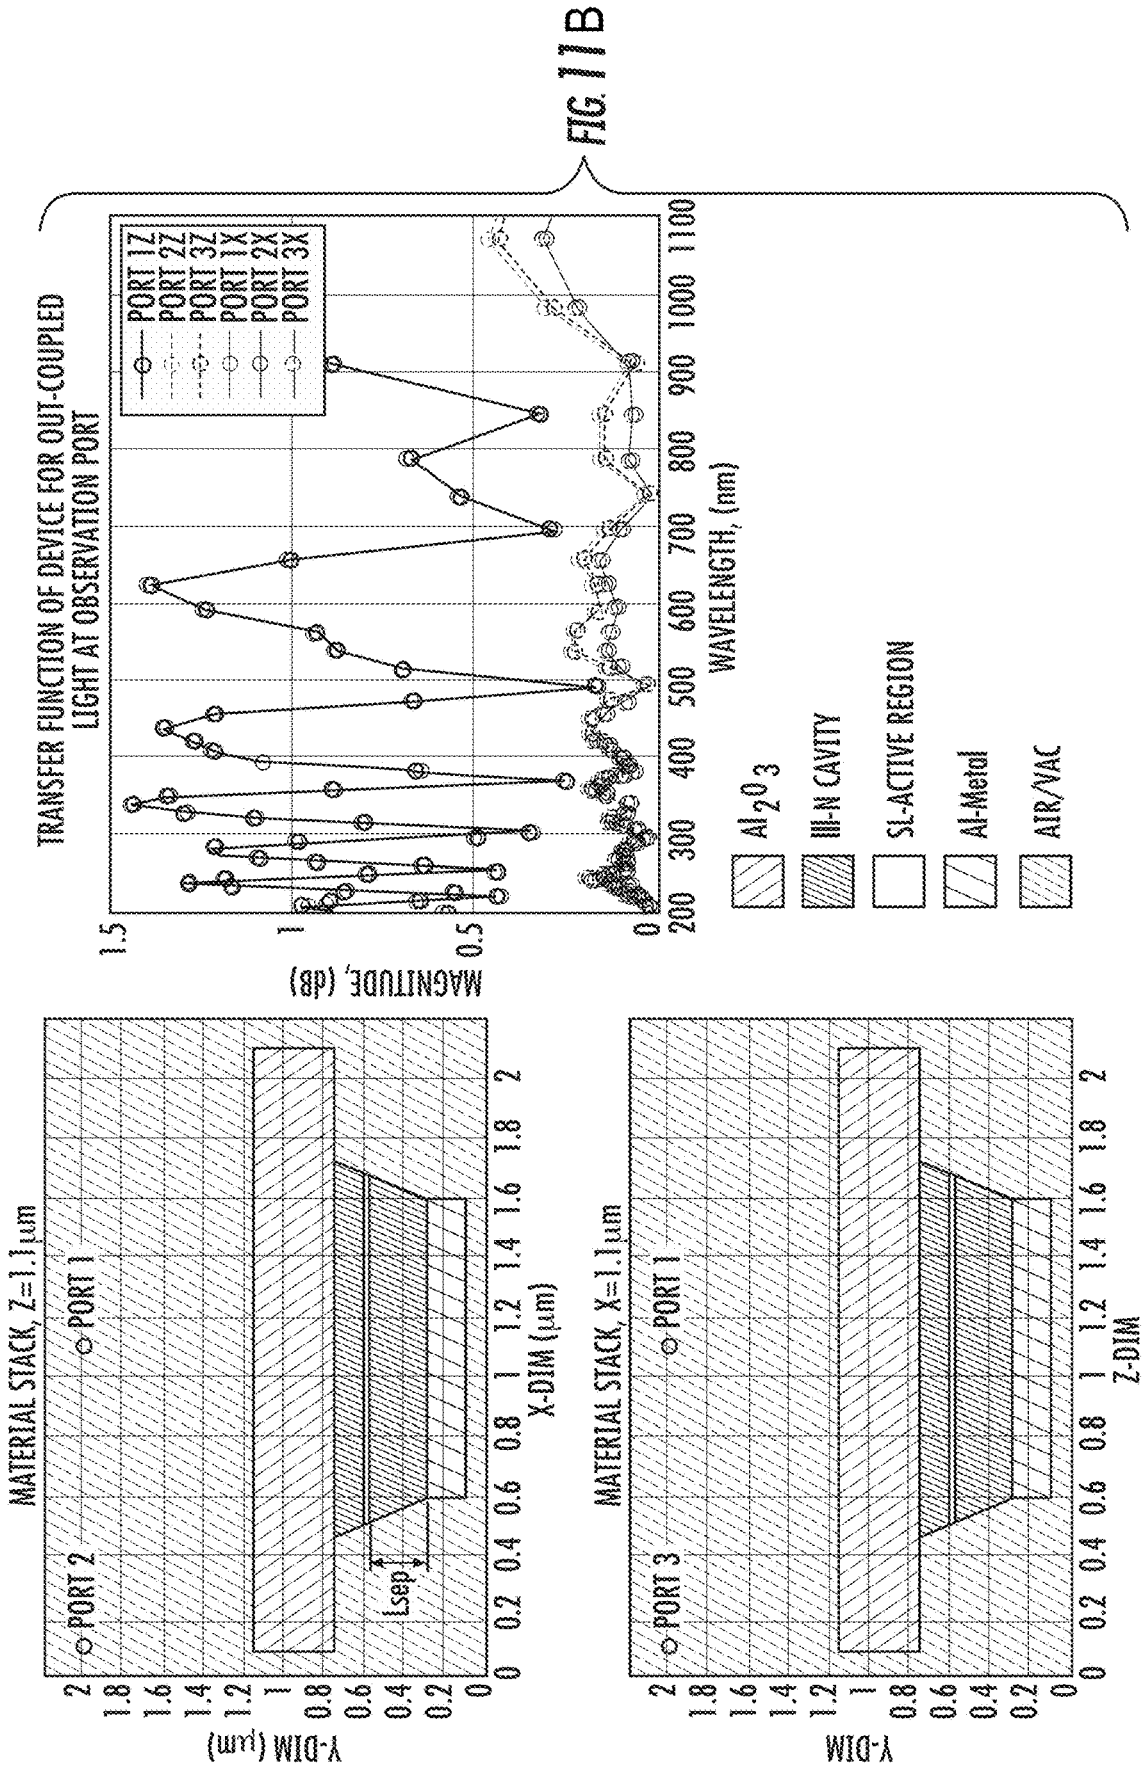 MATERIAL STACK, Z=1.1µm
PORT 2
PORT 1
Lsep
Y-DIM (µm)
2
1.8
1.6
1.4
1.2
1
0.8
0.6
0.4
0.2
0
0
0.2
0.4
0.6
0.8
1
1.2
1.4
1.6
1.8
2
X-DIM (µm)
MATERIAL STACK, X=1.1µm
PORT 3
PORT 1
Y-DIM
2
1.8
1.6
1.4
1.2
1
0.8
0.6
0.4
0.2
0
0
0.2
0.4
0.6
0.8
1
1.2
1.4
1.6
1.8
2
Z-DIM
TRANSFER FUNCTION OF DEVICE FOR OUT-COUPLED
LIGHT AT OBSERVATION PORT
PORT 1Z
PORT 2Z
PORT 3Z
PORT 1X
PORT 2X
PORT 3X
MAGNITUDE, (dB)
1.5
1
0.5
0
200
300
400
500
600
700
800
900
1000
1100
WAVELENGTH, (nm)
Al2O3
III-N CAVITY
SL-ACTIVE REGION
Al-Metal
AIR/VAC
FIG. 11B